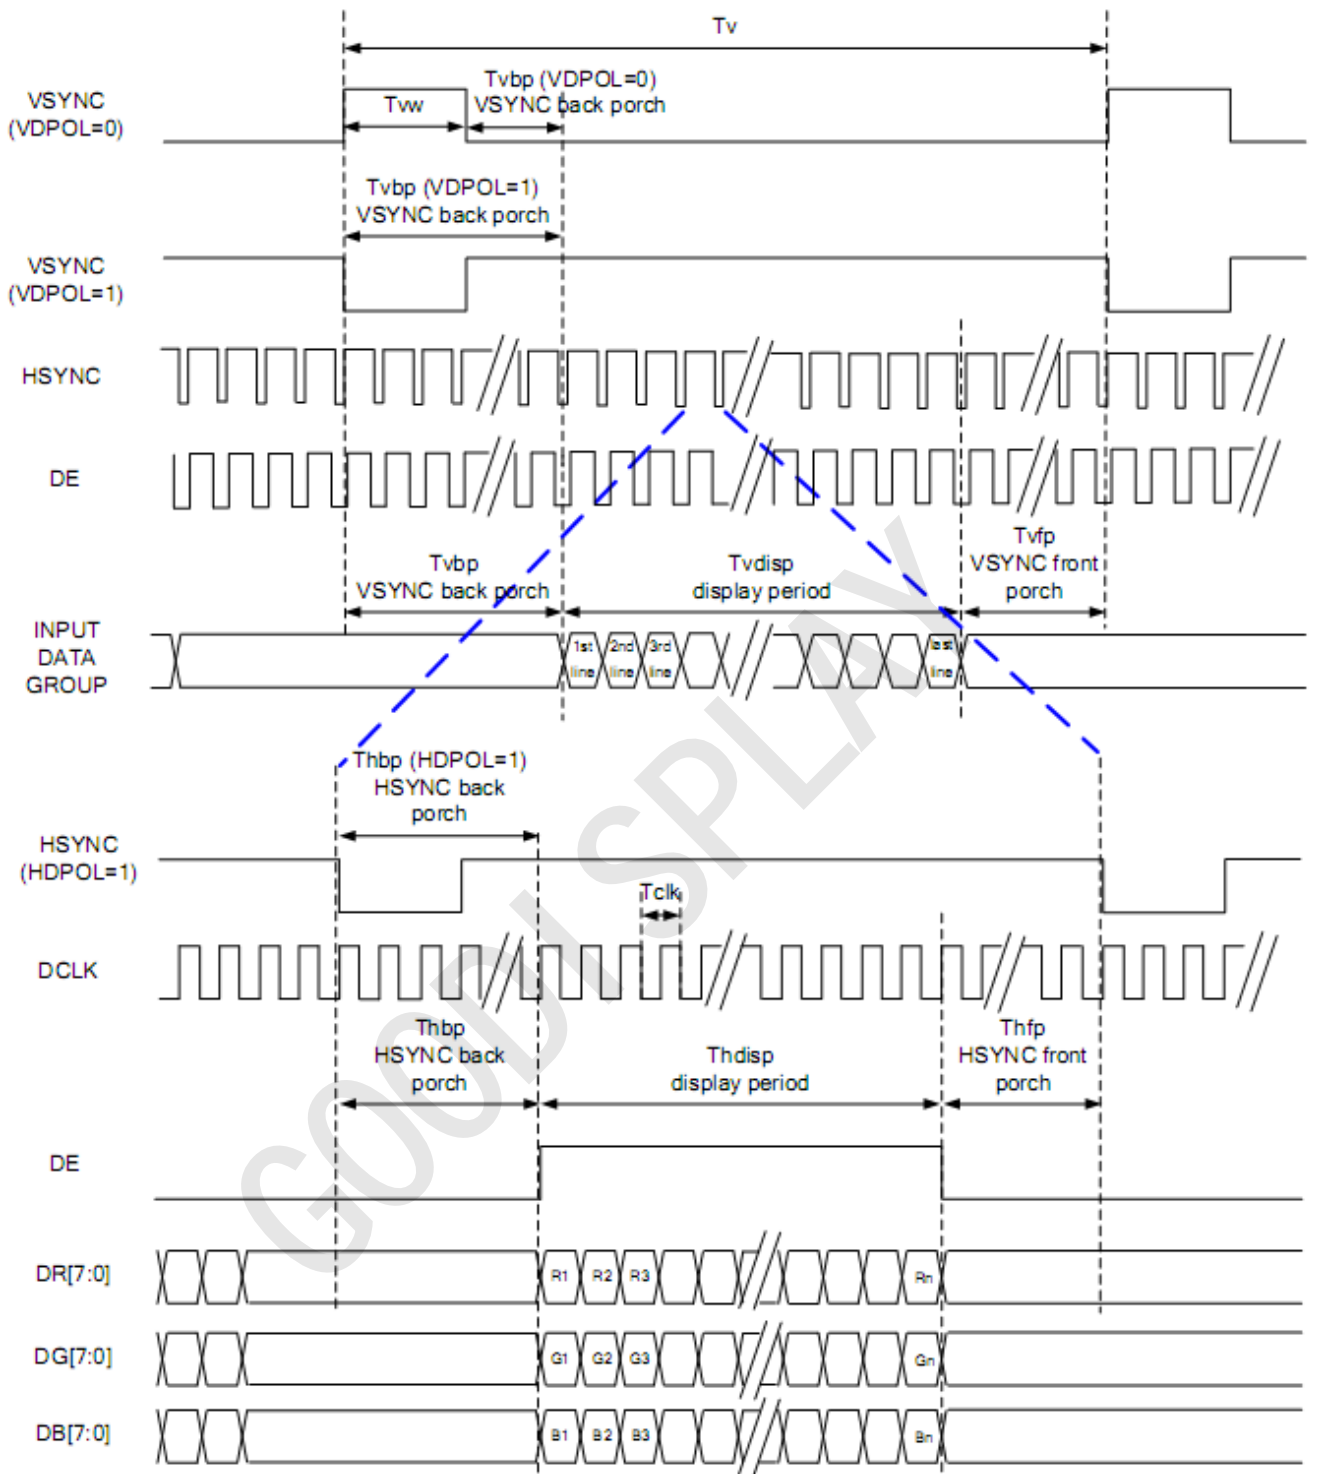 Tv
VSYNC
(VDPOL=0)
Tvw
Tvbp (VDPOL=0)
VSYNC back porch
Tvbp (VDPOL=1)
VSYNC back porch
VSYNC
(VDPOL=1)
HSYNC
DE
Tvbp
VSYNC back porch
Tvdisp
display period
Tvfp
VSYNC front
porch
INPUT
DATA
GROUP
1st
line
2nd
line
3rd
line
last
line
Thbp (HDPOL=1)
HSYNC back
porch
HSYNC
(HDPOL=1)
Tclk
DCLK
Thbp
HSYNC back
porch
Thdisp
display period
Thfp
HSYNC front
porch
DE
DR[7:0]
R1 R2 R3 Rn
DG[7:0]
G1 G2 G3 Gn
DB[7:0]
B1 B2 B3 Bn
GOODISPLAY